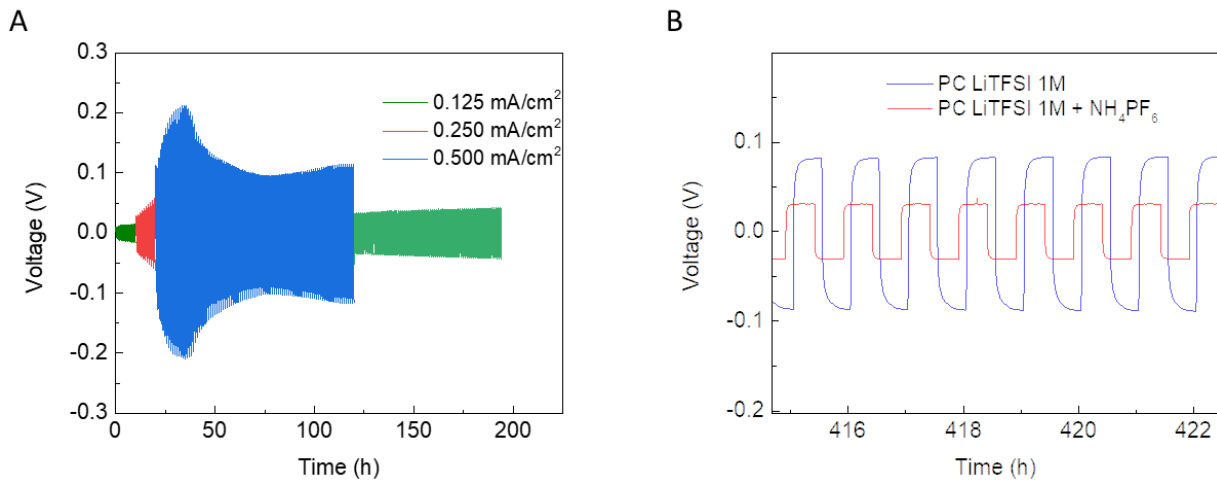 A
B
0.3
0.2
0.1
0.0
-0.1
-0.2
-0.3
Voltage (V)
0.125 mA/cm²
0.250 mA/cm²
0.500 mA/cm²
0
50
100
150
200
Time (h)
PC LiTFSI 1M
PC LiTFSI 1M + NH₄PF₆
0.1
0.0
-0.1
-0.2
Voltage (V)
416
418
420
422
Time (h)